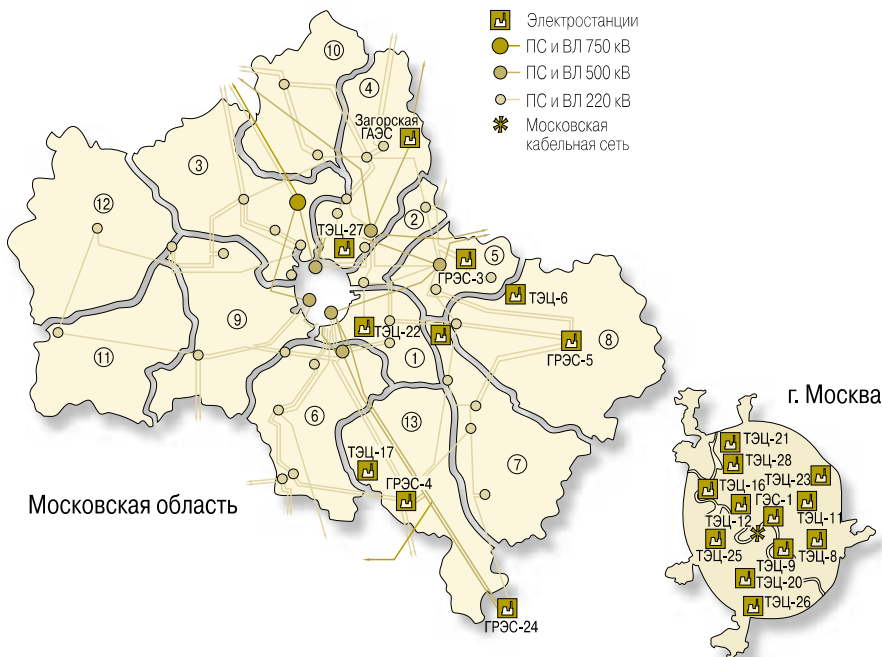 Электростанции
ПС и ВЛ 750 кВ
ПС и ВЛ 500 кВ
ПС и ВЛ 220 кВ
Московская
кабельная сеть
10
4
Загорская
ГАЭС
3
12
2
ТЭЦ-27
5
ГРЭС-3
ТЭЦ-6
9
ТЭЦ-22
8
ГРЭС-5
11
1
6
13
7
ТЭЦ-17
ГРЭС-4
ГРЭС-24
Московская область
г. Москва
ТЭЦ-21
ТЭЦ-28
ТЭЦ-23
ТЭЦ-16
ГЭС-1
ТЭЦ-12
ТЭЦ-11
ТЭЦ-25
ТЭЦ-8
ТЭЦ-9
ТЭЦ-20
ТЭЦ-26